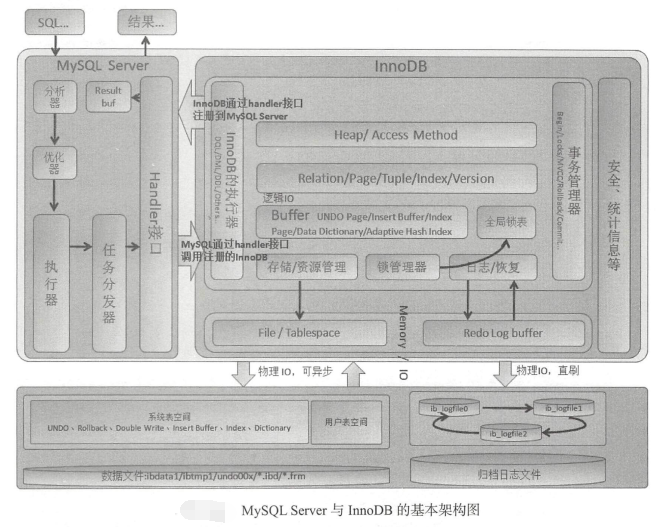 SQL...
结果...
MySQL Server
InnoDB
分析器
Result buf
优化器
执行器
任务分发器
Handler接口
InnoDB通过handler接口
注册到MySQL Server
MySQL通过handler接口
调用注册的InnoDB
InnoDB的执行器
DDL/DML/DQL/Others.
Heap/ Access Method
Relation/Page/Tuple/Index/Version
逻辑IO
Buffer UNDO Page/Insert Buffer/Index
Page/Data Dictionary/Adaptive Hash Index
全局锁表
存储/资源管理
锁管理器
日志/恢复
事务管理器
Begin/Locks/MVCC/Rollback/Commit...
安全、统计信息等
File / Tablespace
Memory / IO
Redo Log buffer
物理 IO，可异步
物理IO，直刷
系统表空间
UNDO、Rollback、Double Write、Insert Buffer、Index、Dictionary
用户表空间
ib_logfile0
ib_logfile1
ib_logfile2
数据文件:ibdata1/ibtmp1/undo00x/*.ibd/*.frm
归档日志文件
MySQL Server 与 InnoDB 的基本架构图